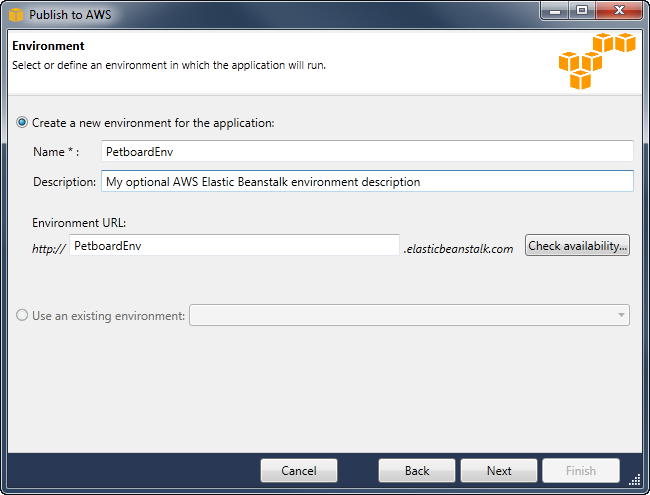 Publish to AWS
Environment
Select or define an environment in which the application will run.
Create a new environment for the application:
Name * : PetboardEnv
Description: My optional AWS Elastic Beanstalk environment description
Environment URL:
http:// PetboardEnv .elasticbeanstalk.com Check availability...
Use an existing environment:
Cancel Back Next Finish